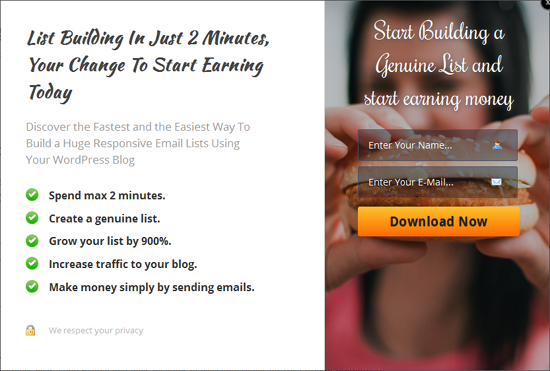 List Building In Just 2 Minutes,
Your Change To Start Earning
Today
Discover the Fastest and the Easiest Way To
Build a Huge Responsive Email Lists Using
Your WordPress Blog
Spend max 2 minutes.
Create a genuine list.
Grow your list by 900%.
Increase traffic to your blog.
Make money simply by sending emails.
We respect your privacy
Start Building a
Genuine List and
start earning money
Enter Your Name...
Enter Your E-Mail...
Download Now